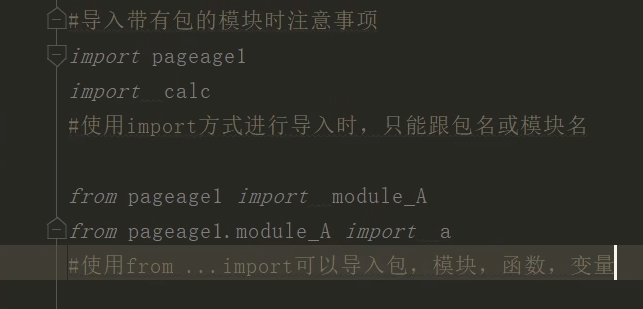 #导入带有包的模块时注意事项
import pageage1
import calc
#使用import方式进行导入时，只能跟包名或模块名
from pageage1 import module_A
from pageage1.module_A import a
#使用from ...import可以导入包，模块，函数，变量